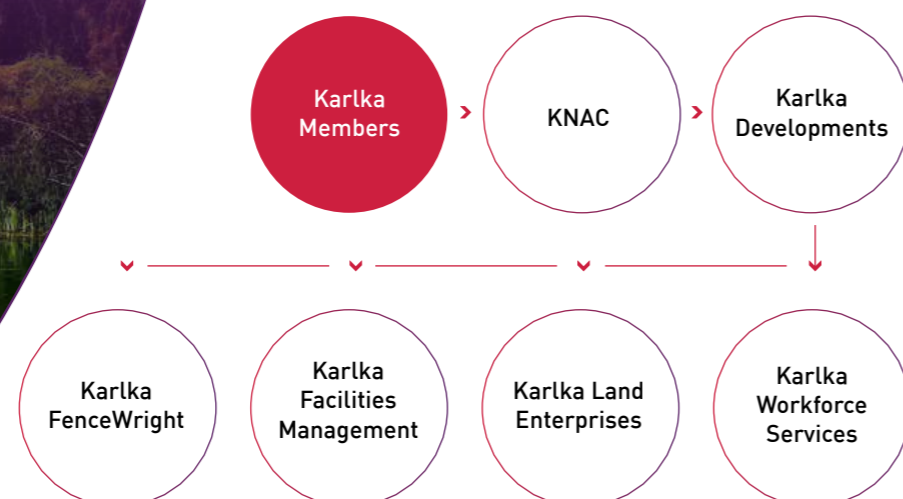 Karlka
Members
KNAC
Karlka
Developments
Karlka
FenceWright
Karlka
Facilities
Management
Karlka Land
Enterprises
Karlka
Workforce
Services